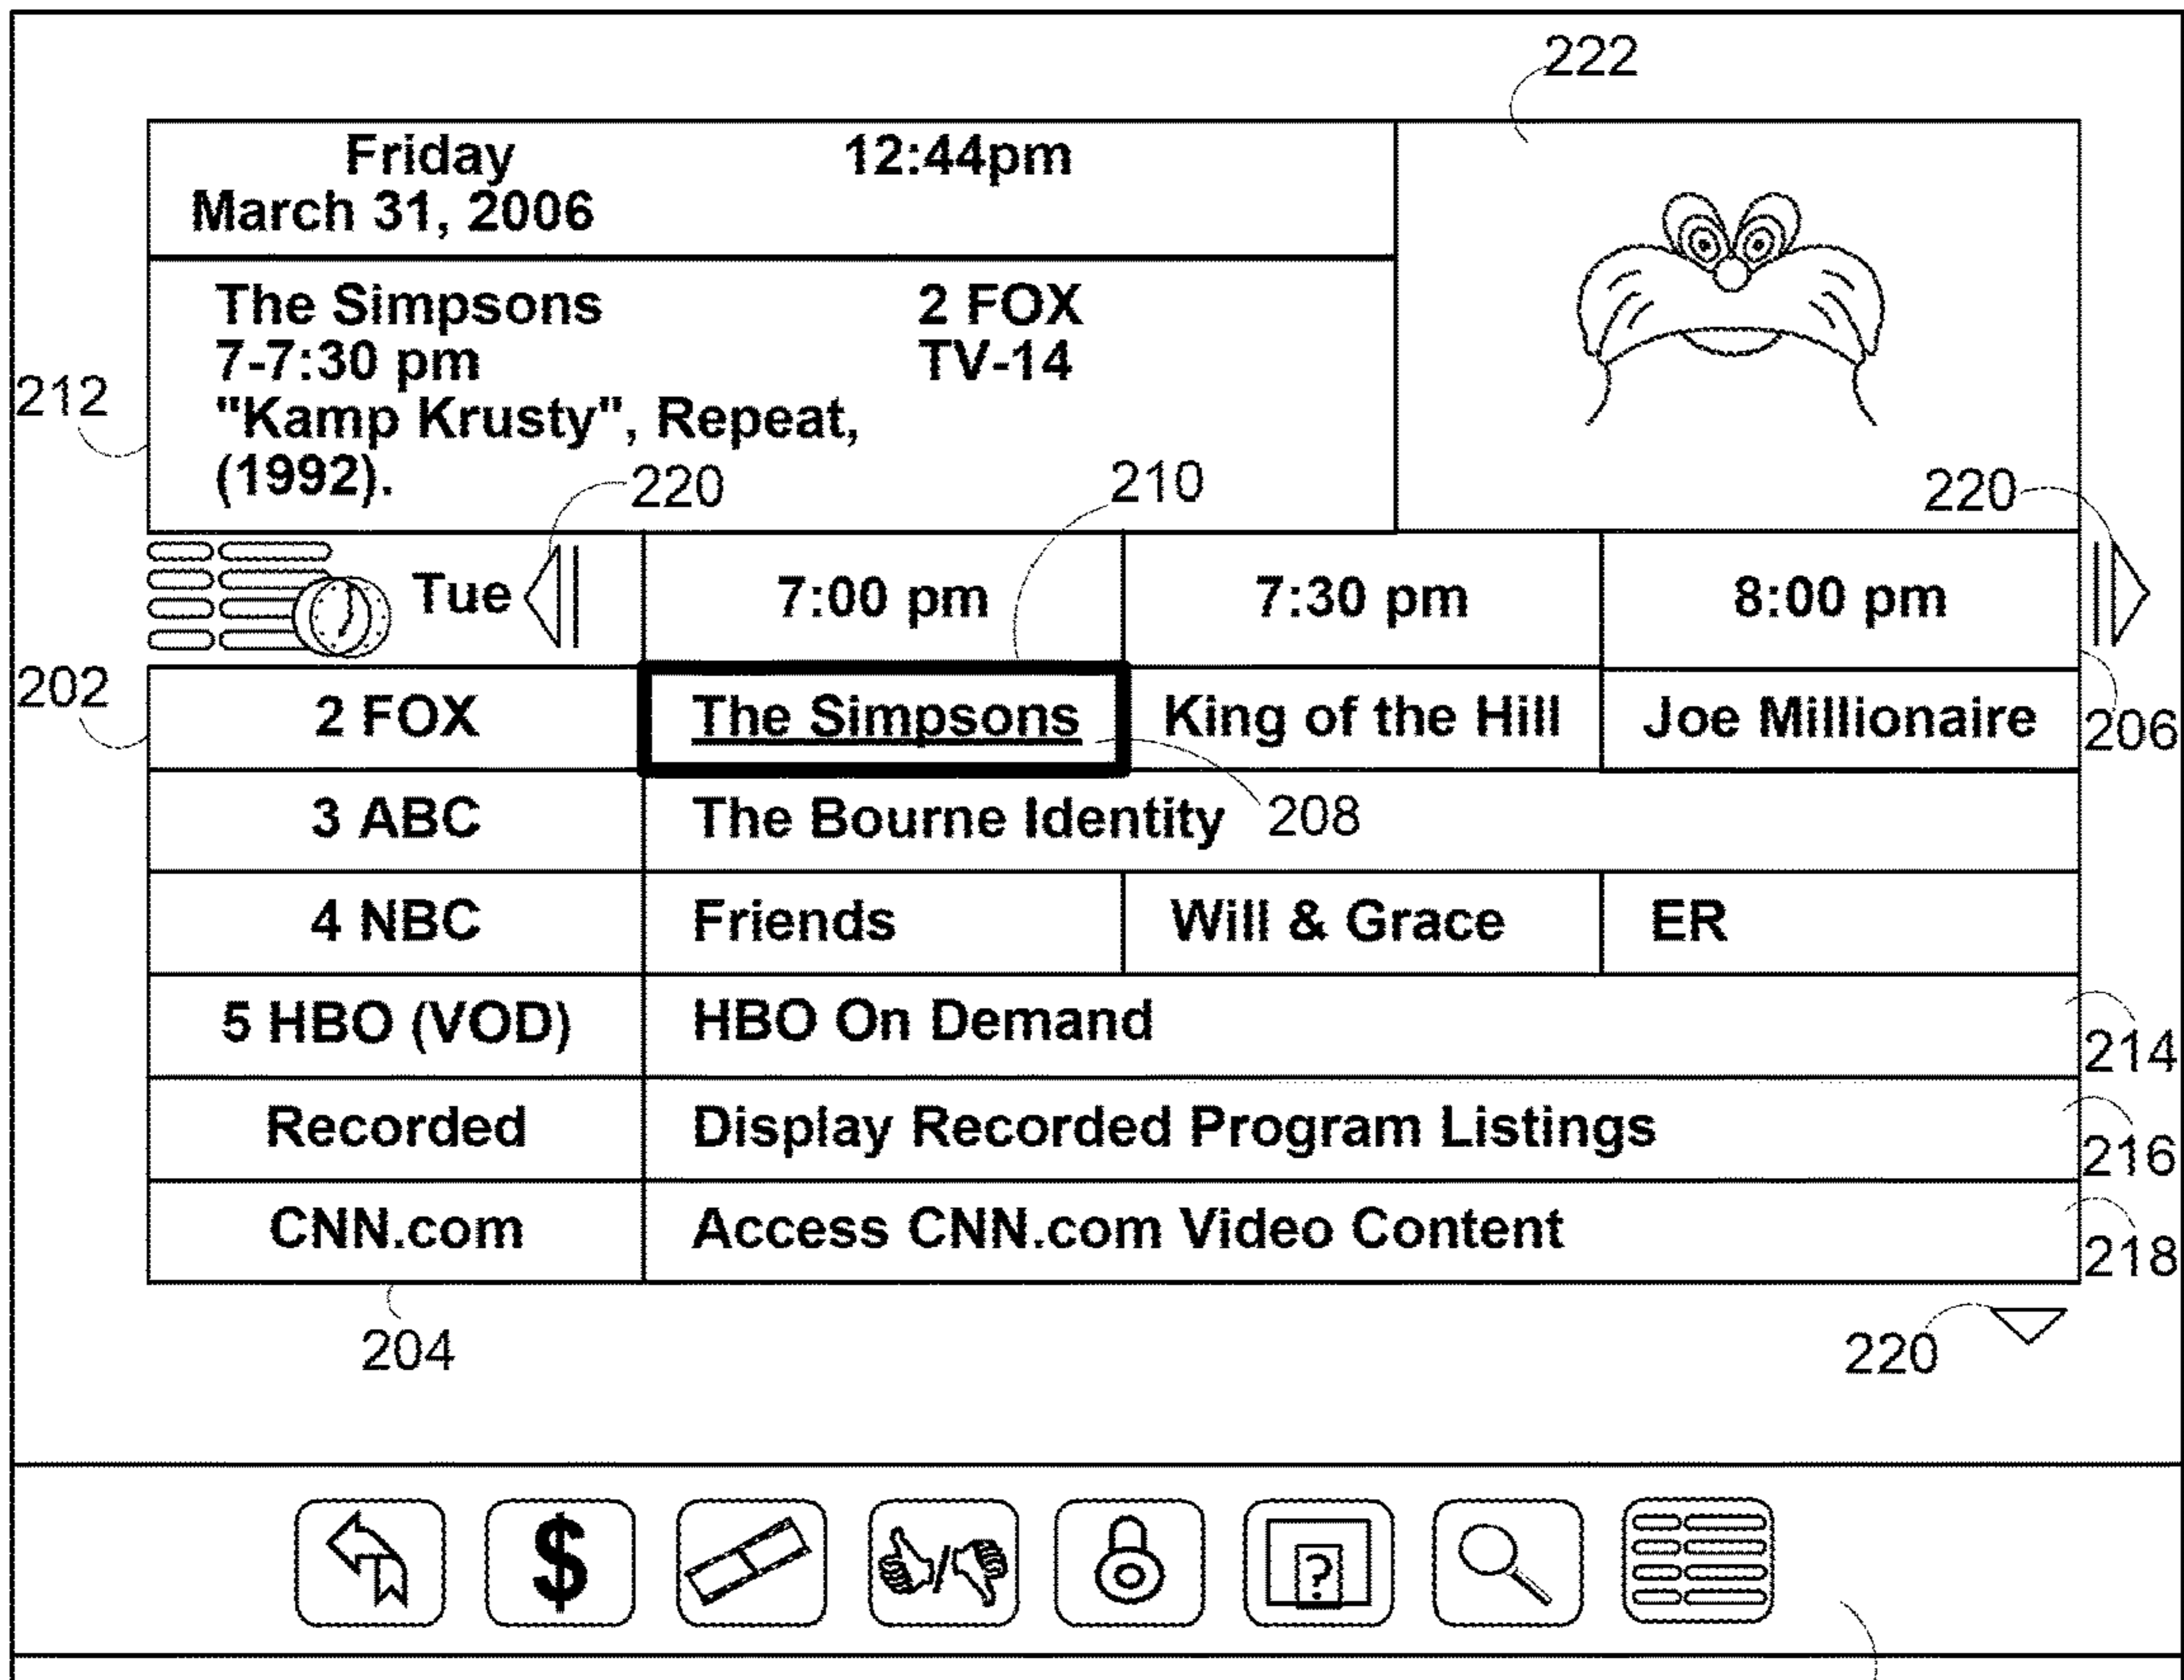 222
Friday 12:44pm
March 31, 2006
The Simpsons 2 FOX
7-7:30 pm TV-14
212
"Kamp Krusty", Repeat,
(1992).
220 210 220
Tue 7:00 pm 7:30 pm 8:00 pm
202
2 FOX The Simpsons King of the Hill Joe Millionaire
206
3 ABC The Bourne Identity 208
4 NBC Friends Will & Grace ER
5 HBO (VOD) HBO On Demand
214
Recorded Display Recorded Program Listings
216
CNN.com Access CNN.com Video Content
218
204 220
$ / ?